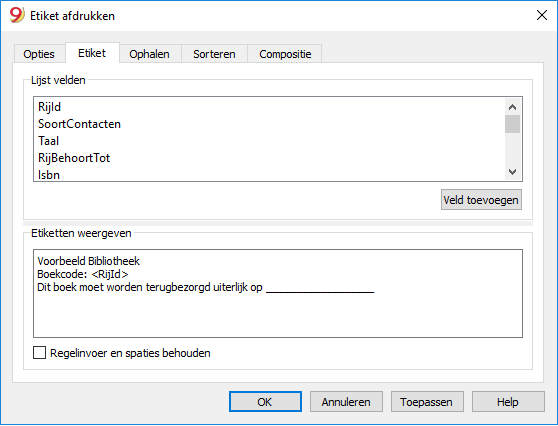 Etiket afdrukken
Opties Etiket Ophalen Sorteren Compositie
Lijst velden
RijId
SoortContacten
Taal
RijBehoortTot
Isbn
Veld toevoegen
Etiketten weergeven
Voorbeeld Bibliotheek
Boekcode: <RijId>
Dit boek moet worden terugbezorgd uiterlijk op ____________________
Regelinvoer en spaties behouden
OK Annuleren Toepassen Help